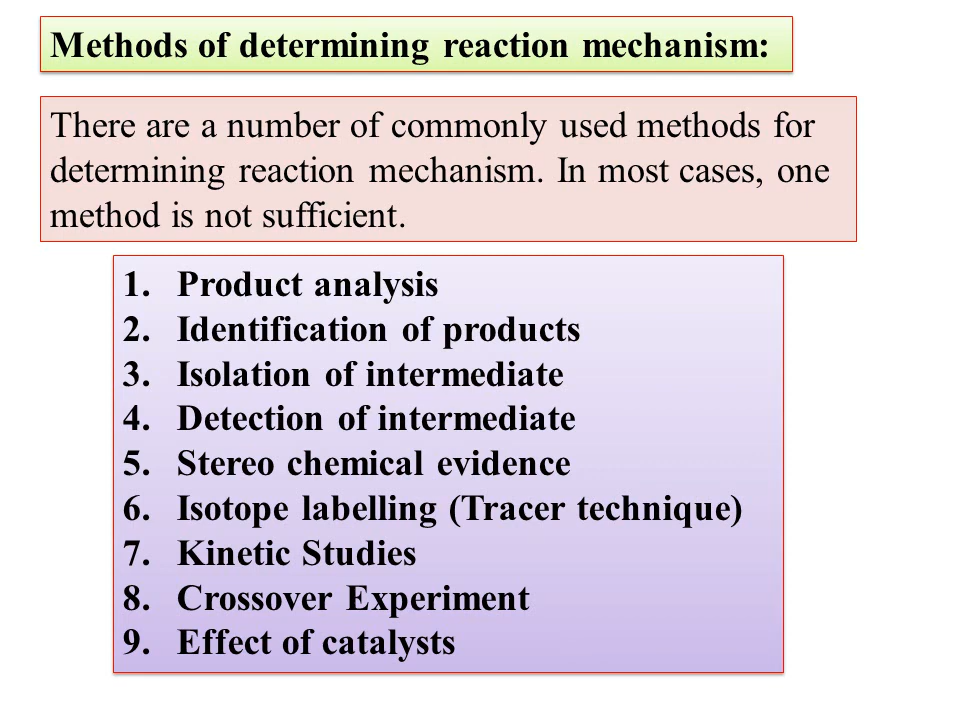 Methods of determining reaction mechanism:
There are a number of commonly used methods for
determining reaction mechanism. In most cases, one
method is not sufficient.
1. Product analysis
2. Identification of products
3. Isolation of intermediate
4. Detection of intermediate
5. Stereo chemical evidence
6. Isotope labelling (Tracer technique)
7. Kinetic Studies
8. Crossover Experiment
9. Effect of catalysts